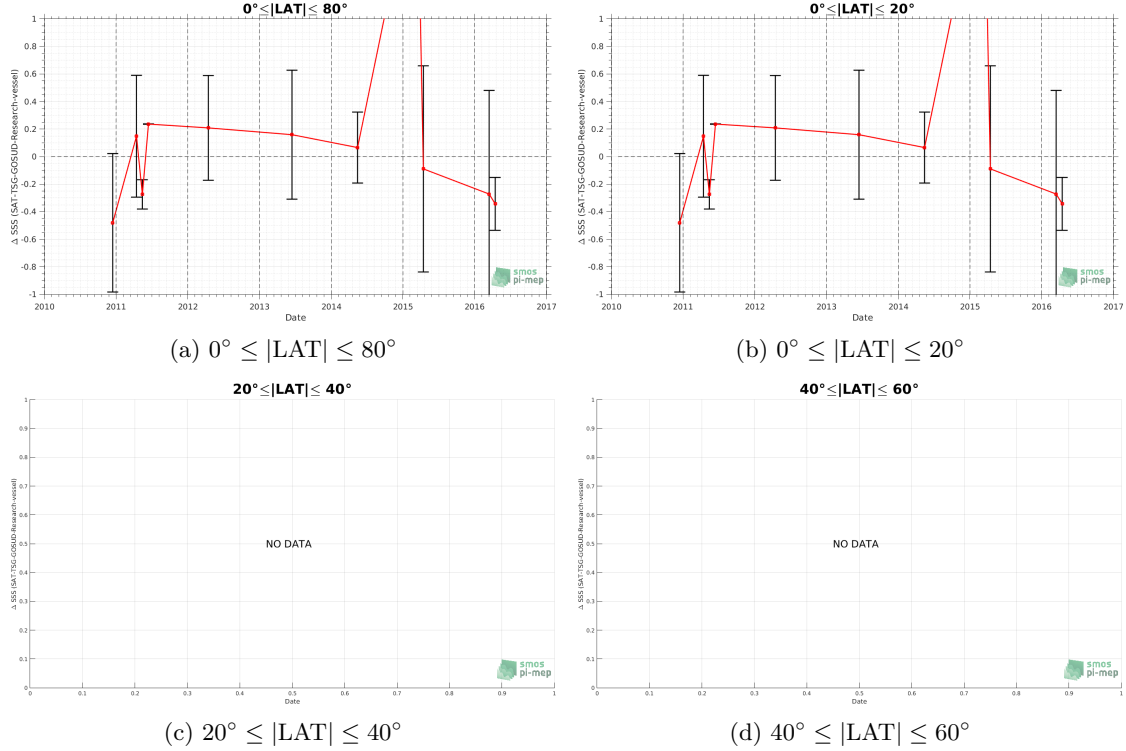 0°≤|LAT|≤ 80°
Δ SSS (SAT-TSG-GOSUD-Research-vessel)
1
0.8
0.6
0.4
0.2
0
-0.2
-0.4
-0.6
-0.8
-1
2010 2011 2012 2013 2014 2015 2016 2017
Date
smos
pi-mep
(a) 0° ≤ |LAT| ≤ 80°
0°≤|LAT|≤ 20°
Δ SSS (SAT-TSG-GOSUD-Research-vessel)
1
0.8
0.6
0.4
0.2
0
-0.2
-0.4
-0.6
-0.8
-1
2010 2011 2012 2013 2014 2015 2016 2017
Date
smos
pi-mep
(b) 0° ≤ |LAT| ≤ 20°
20°≤|LAT|≤ 40°
Δ SSS (SAT-TSG-GOSUD-Research-vessel)
1
0.9
0.8
0.7
0.6
0.5
0.4
0.3
0.2
0.1
0
NO DATA
0 0.1 0.2 0.3 0.4 0.5 0.6 0.7 0.8 0.9 1
Date
smos
pi-mep
(c) 20° ≤ |LAT| ≤ 40°
40°≤|LAT|≤ 60°
Δ SSS (SAT-TSG-GOSUD-Research-vessel)
1
0.9
0.8
0.7
0.6
0.5
0.4
0.3
0.2
0.1
0
NO DATA
0 0.1 0.2 0.3 0.4 0.5 0.6 0.7 0.8 0.9 1
Date
smos
pi-mep
(d) 40° ≤ |LAT| ≤ 60°